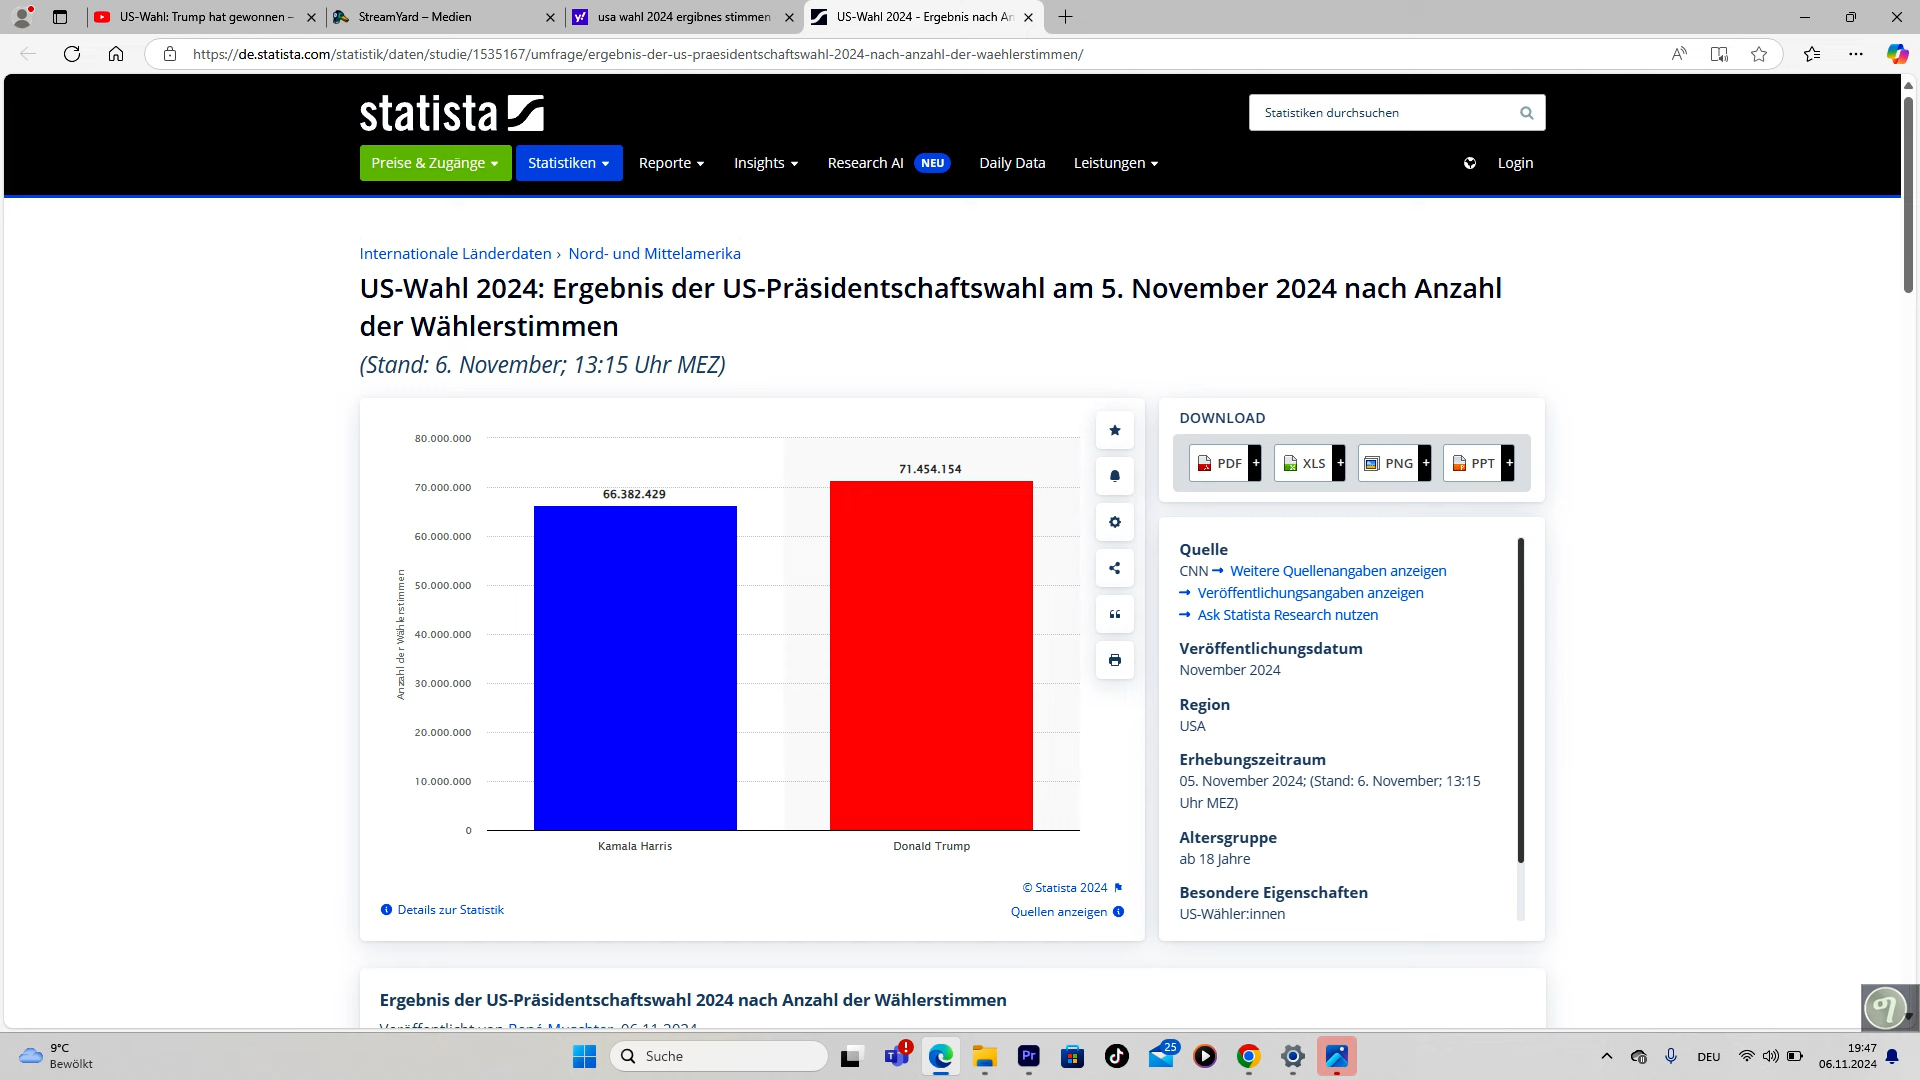 US-Wahl: Trump hat gewonnen –
StreamYard – Medien
usa wahl 2024 ergibnes stimmen
US-Wahl 2024 - Ergebnis nach An
https://de.statista.com/statistik/daten/studie/1535167/umfrage/ergebnis-der-us-praesidentschaftswahl-2024-nach-anzahl-der-waehlerstimmen/
statista
Statistiken durchsuchen
Preise & Zugänge
Statistiken
Reporte
Insights
Research AI NEU
Daily Data
Leistungen
Login
Internationale Länderdaten › Nord- und Mittelamerika
US-Wahl 2024: Ergebnis der US-Präsidentschaftswahl am 5. November 2024 nach Anzahl
der Wählerstimmen
(Stand: 6. November; 13:15 Uhr MEZ)
80.000.000
70.000.000
60.000.000
50.000.000
40.000.000
30.000.000
20.000.000
10.000.000
0
Anzahl der Wählerstimmen
66.382.429
71.454.154
Kamala Harris
Donald Trump
© Statista 2024
Details zur Statistik
Quellen anzeigen
DOWNLOAD
PDF +
XLS +
PNG +
PPT +
Quelle
CNN → Weitere Quellenangaben anzeigen
→ Veröffentlichungsangaben anzeigen
→ Ask Statista Research nutzen
Veröffentlichungsdatum
November 2024
Region
USA
Erhebungszeitraum
05. November 2024; (Stand: 6. November; 13:15
Uhr MEZ)
Altersgruppe
ab 18 Jahre
Besondere Eigenschaften
US-Wähler:innen
Ergebnis der US-Präsidentschaftswahl 2024 nach Anzahl der Wählerstimmen
Veröffentlicht von René Muschter, 06.11.2024
9°C
Bewölkt
Suche
Pr
25
DEU
19:47
06.11.2024